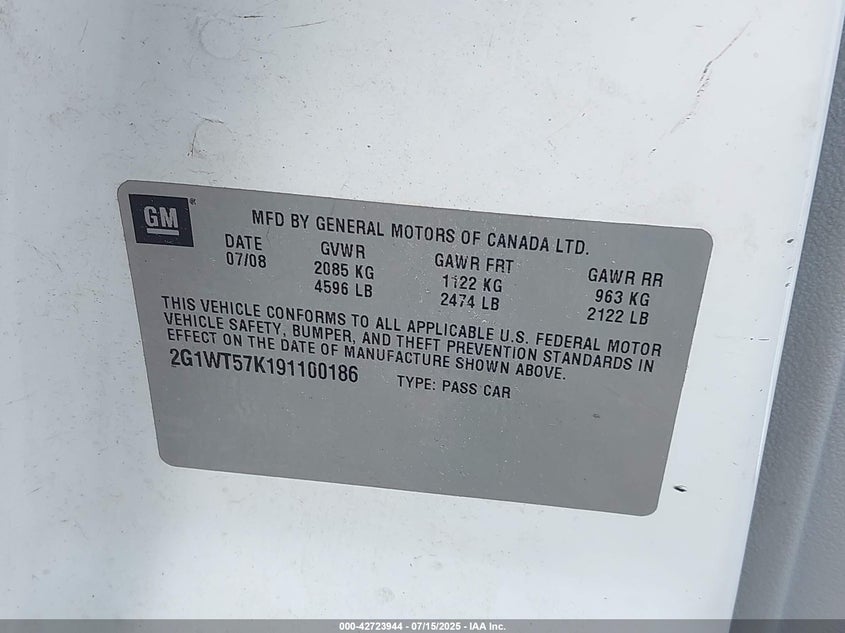 GM ®
MFD BY GENERAL MOTORS OF CANADA LTD.
DATE GVWR GAWR FRT GAWR RR
07/08 2085 KG 1122 KG 963 KG
4596 LB 2474 LB 2122 LB
THIS VEHICLE CONFORMS TO ALL APPLICABLE U.S. FEDERAL MOTOR
VEHICLE SAFETY, BUMPER, AND THEFT PREVENTION STANDARDS IN
EFFECT ON THE DATE OF MANUFACTURE SHOWN ABOVE.
2G1WT57K191100186 TYPE: PASS CAR
000-42723944 - 07/15/2025 - IAA Inc.